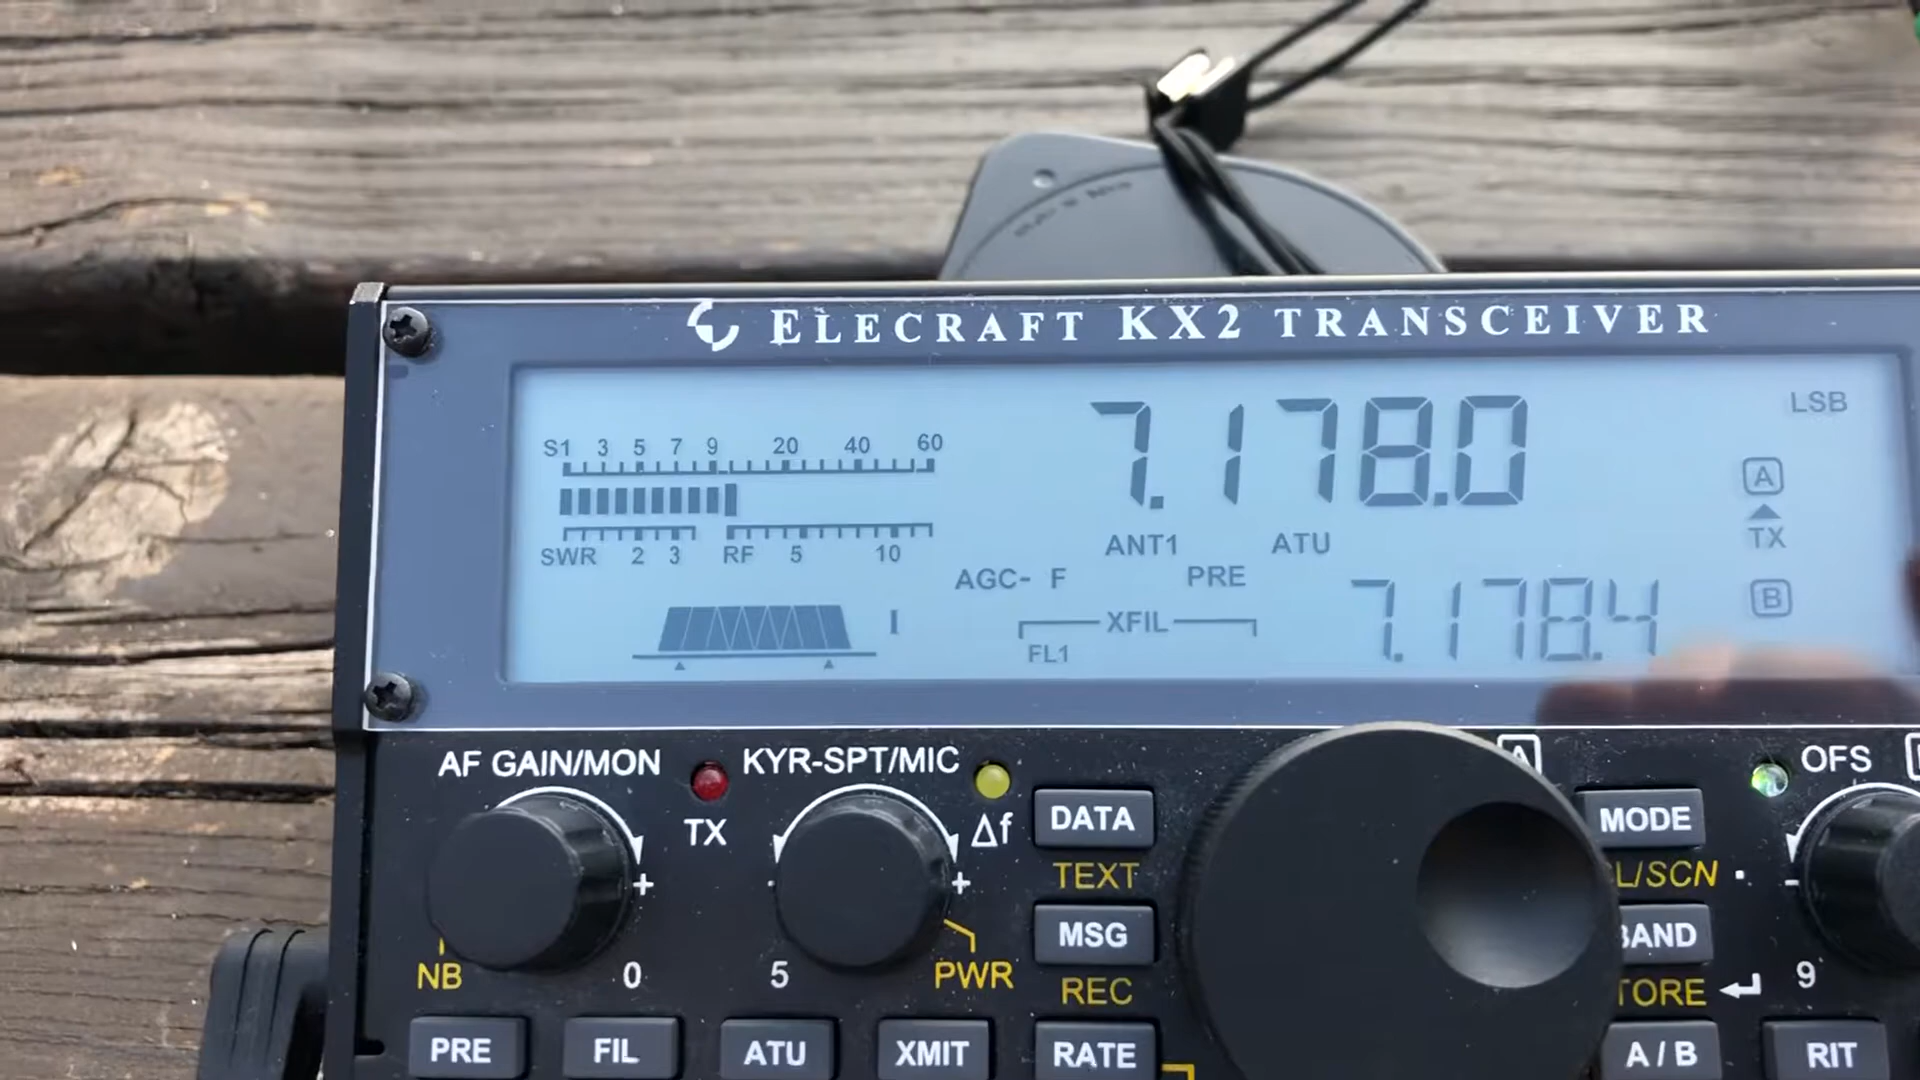 ELECRAFT KX2 TRANSCEIVER
7.178.0
LSB
S1 3 5 7 9 20 40 60
A
TX
SWR 2 3 RF 5 10
ANT1 ATU
AGC- F PRE
7.178.4
B
I
XFIL
FL1
AF GAIN/MON
TX
KYR-SPT/MIC
Δf
A
OFS
DATA
MODE
TEXT
L/SCN .
- +
- +
-
MSG
BAND
NB 0 5 PWR
REC
TORE 9
PRE FIL ATU XMIT RATE A/B RIT